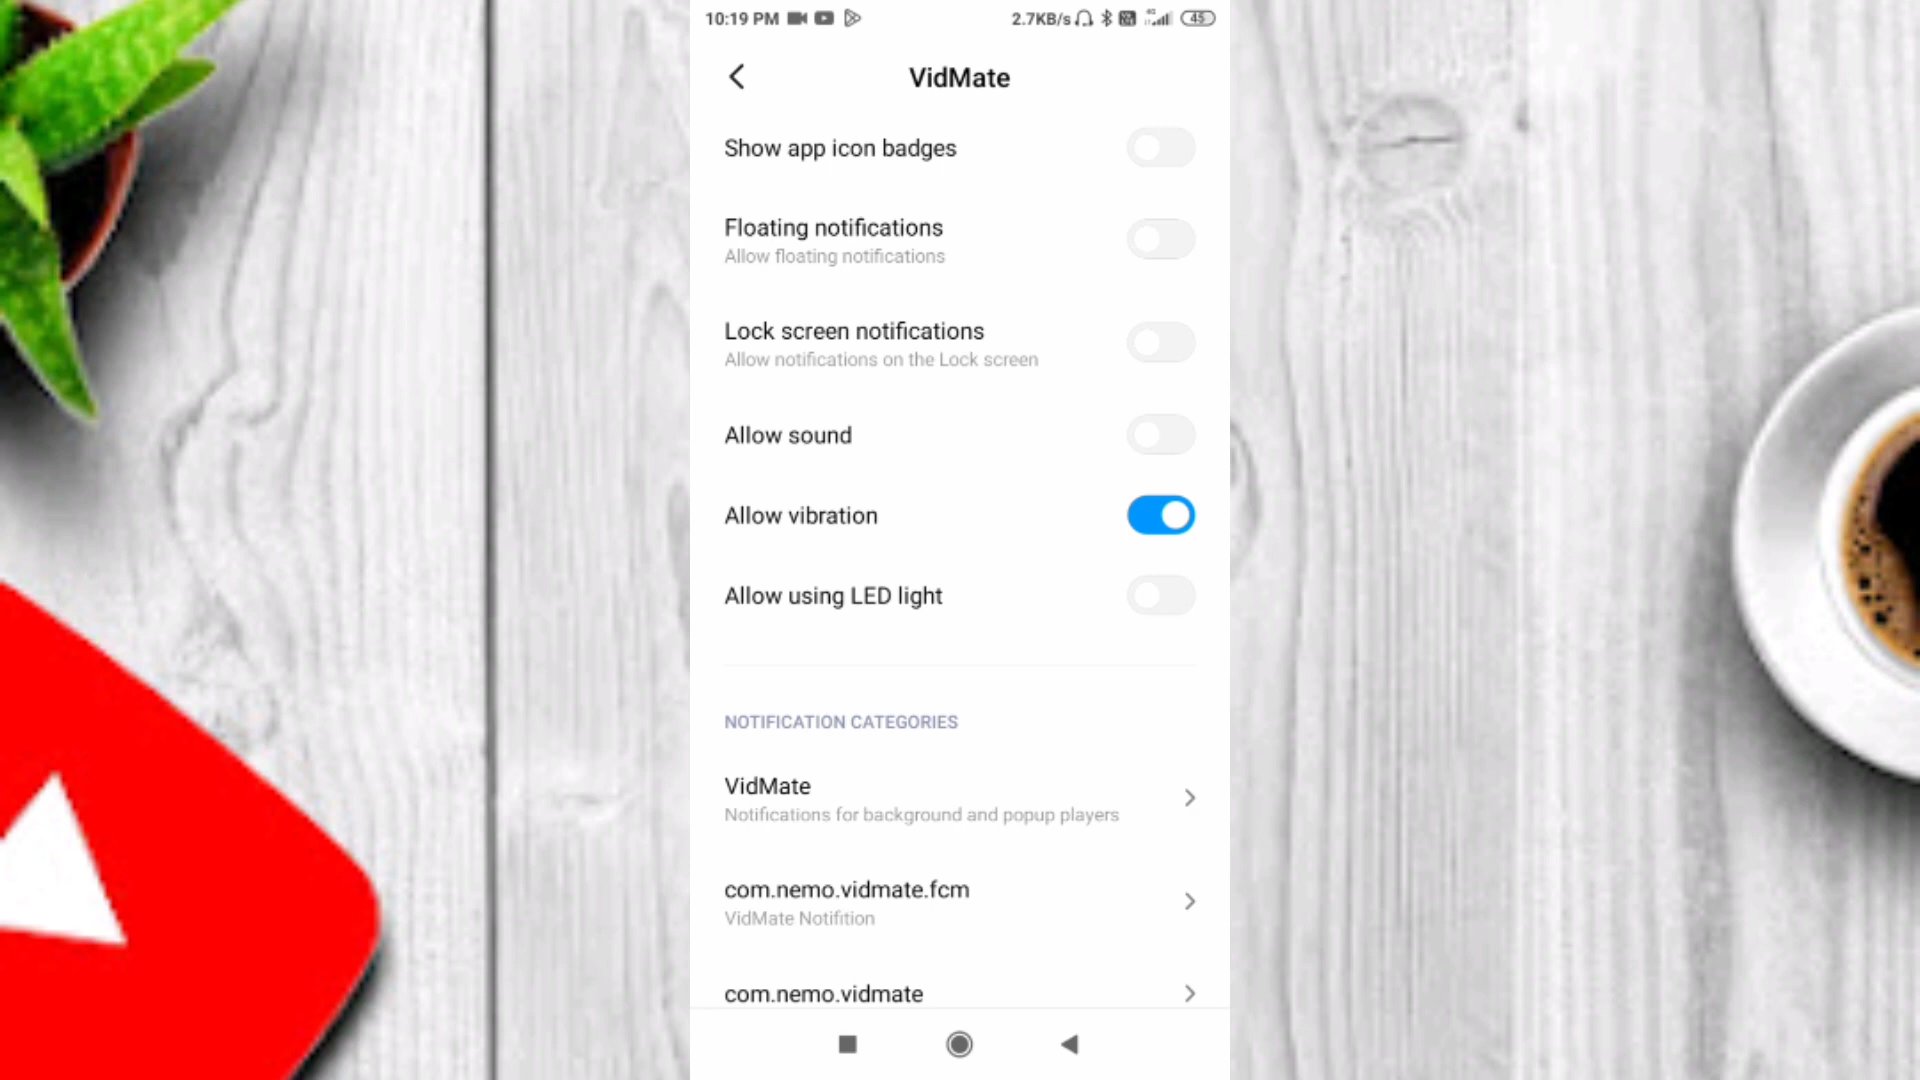 10:19 PM 2.7KB/s 4G 45
VidMate
Show app icon badges
Floating notifications
Allow floating notifications
Lock screen notifications
Allow notifications on the Lock screen
Allow sound
Allow vibration
Allow using LED light
NOTIFICATION CATEGORIES
VidMate
Notifications for background and popup players
com.nemo.vidmate.fcm
VidMate Notifition
com.nemo.vidmate